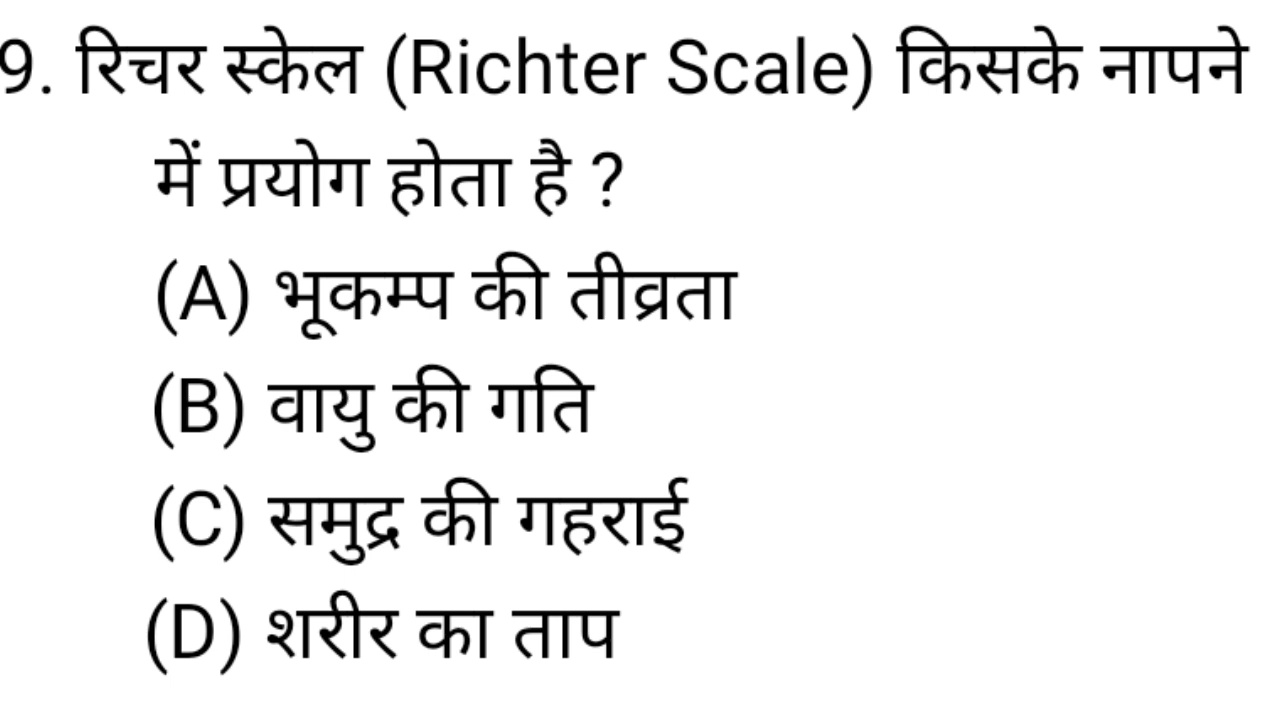 9. रिचर स्केल (Richter Scale) किसके नापने
में प्रयोग होता है ?
(A) भूकम्प की तीव्रता
(B) वायु की गति
(C) समुद्र की गहराई
(D) शरीर का ताप